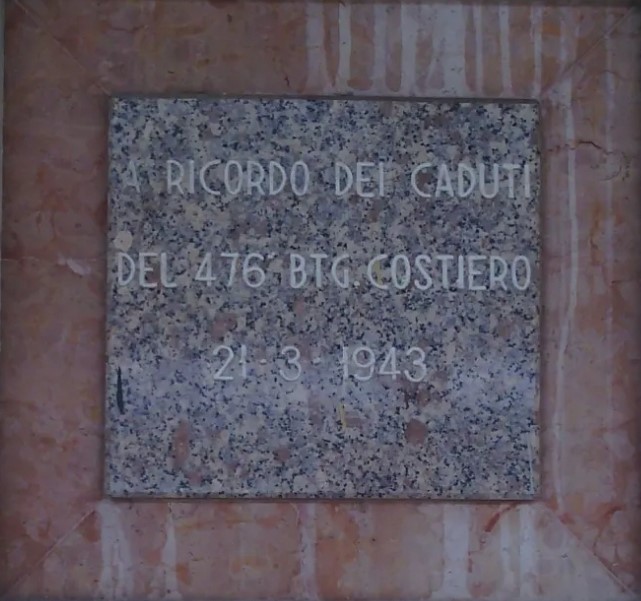 A RICORDO DEI CADUTI
DEL 476° BTG. COSTIERO
21-3-1943